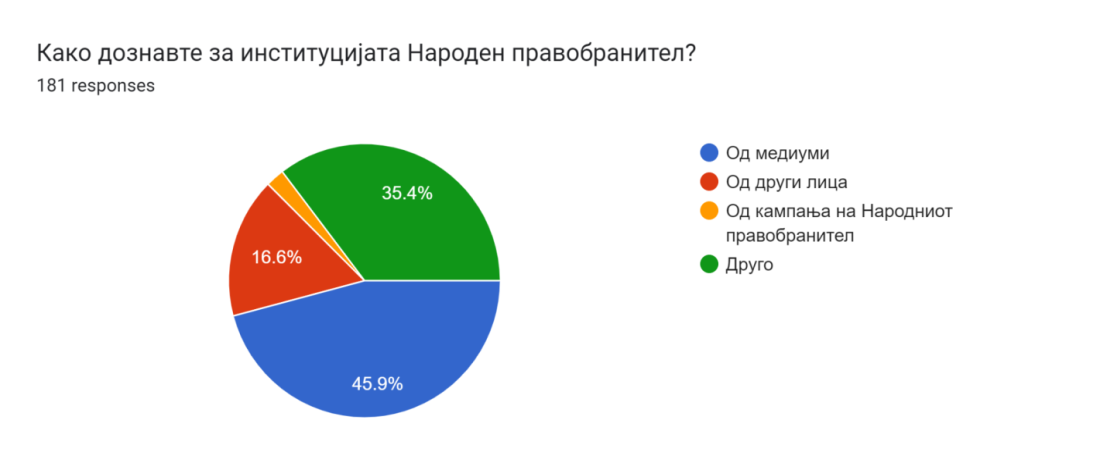 Како дознавте за институцијата Народен правобранител?
181 responses
35.4%
16.6%
45.9%
Од медиуми
Од други лица
Од кампања на Народниот
правобранител
Друго